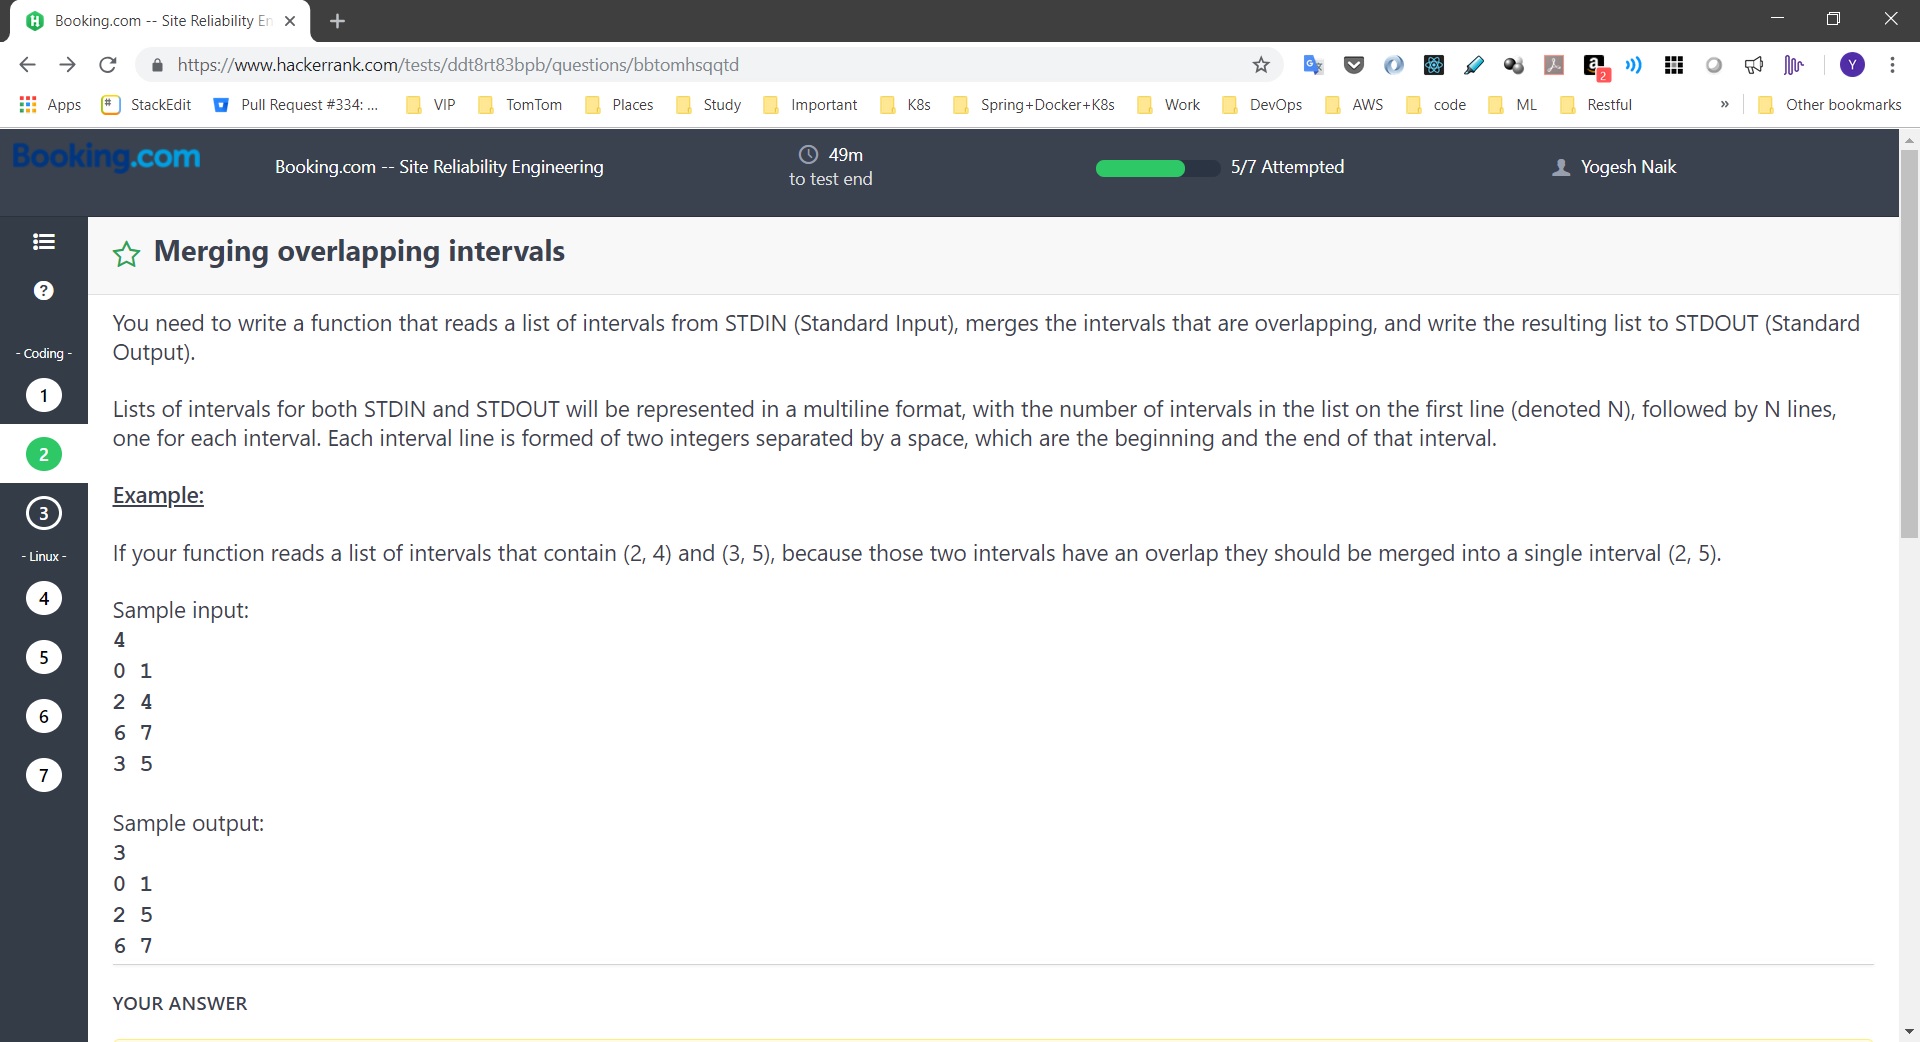 Booking.com -- Site Reliability En
https://www.hackerrank.com/tests/ddt8rt83bpb/questions/bbtomhsqqtd
2
Y
Apps
StackEdit
Pull Request #334: ...
VIP
TomTom
Places
Study
Important
K8s
Spring+Docker+K8s
Work
DevOps
AWS
code
ML
Restful
»
Other bookmarks
Booking.com
Booking.com -- Site Reliability Engineering
49m
to test end
5/7 Attempted
Yogesh Naik
Merging overlapping intervals
?
- Coding -
1
2
3
- Linux -
4
5
6
7
You need to write a function that reads a list of intervals from STDIN (Standard Input), merges the intervals that are overlapping, and write the resulting list to STDOUT (Standard
Output).
Lists of intervals for both STDIN and STDOUT will be represented in a multiline format, with the number of intervals in the list on the first line (denoted N), followed by N lines,
one for each interval. Each interval line is formed of two integers separated by a space, which are the beginning and the end of that interval.
Example:
If your function reads a list of intervals that contain (2, 4) and (3, 5), because those two intervals have an overlap they should be merged into a single interval (2, 5).
Sample input:
4
0 1
2 4
6 7
3 5
Sample output:
3
0 1
2 5
6 7
YOUR ANSWER